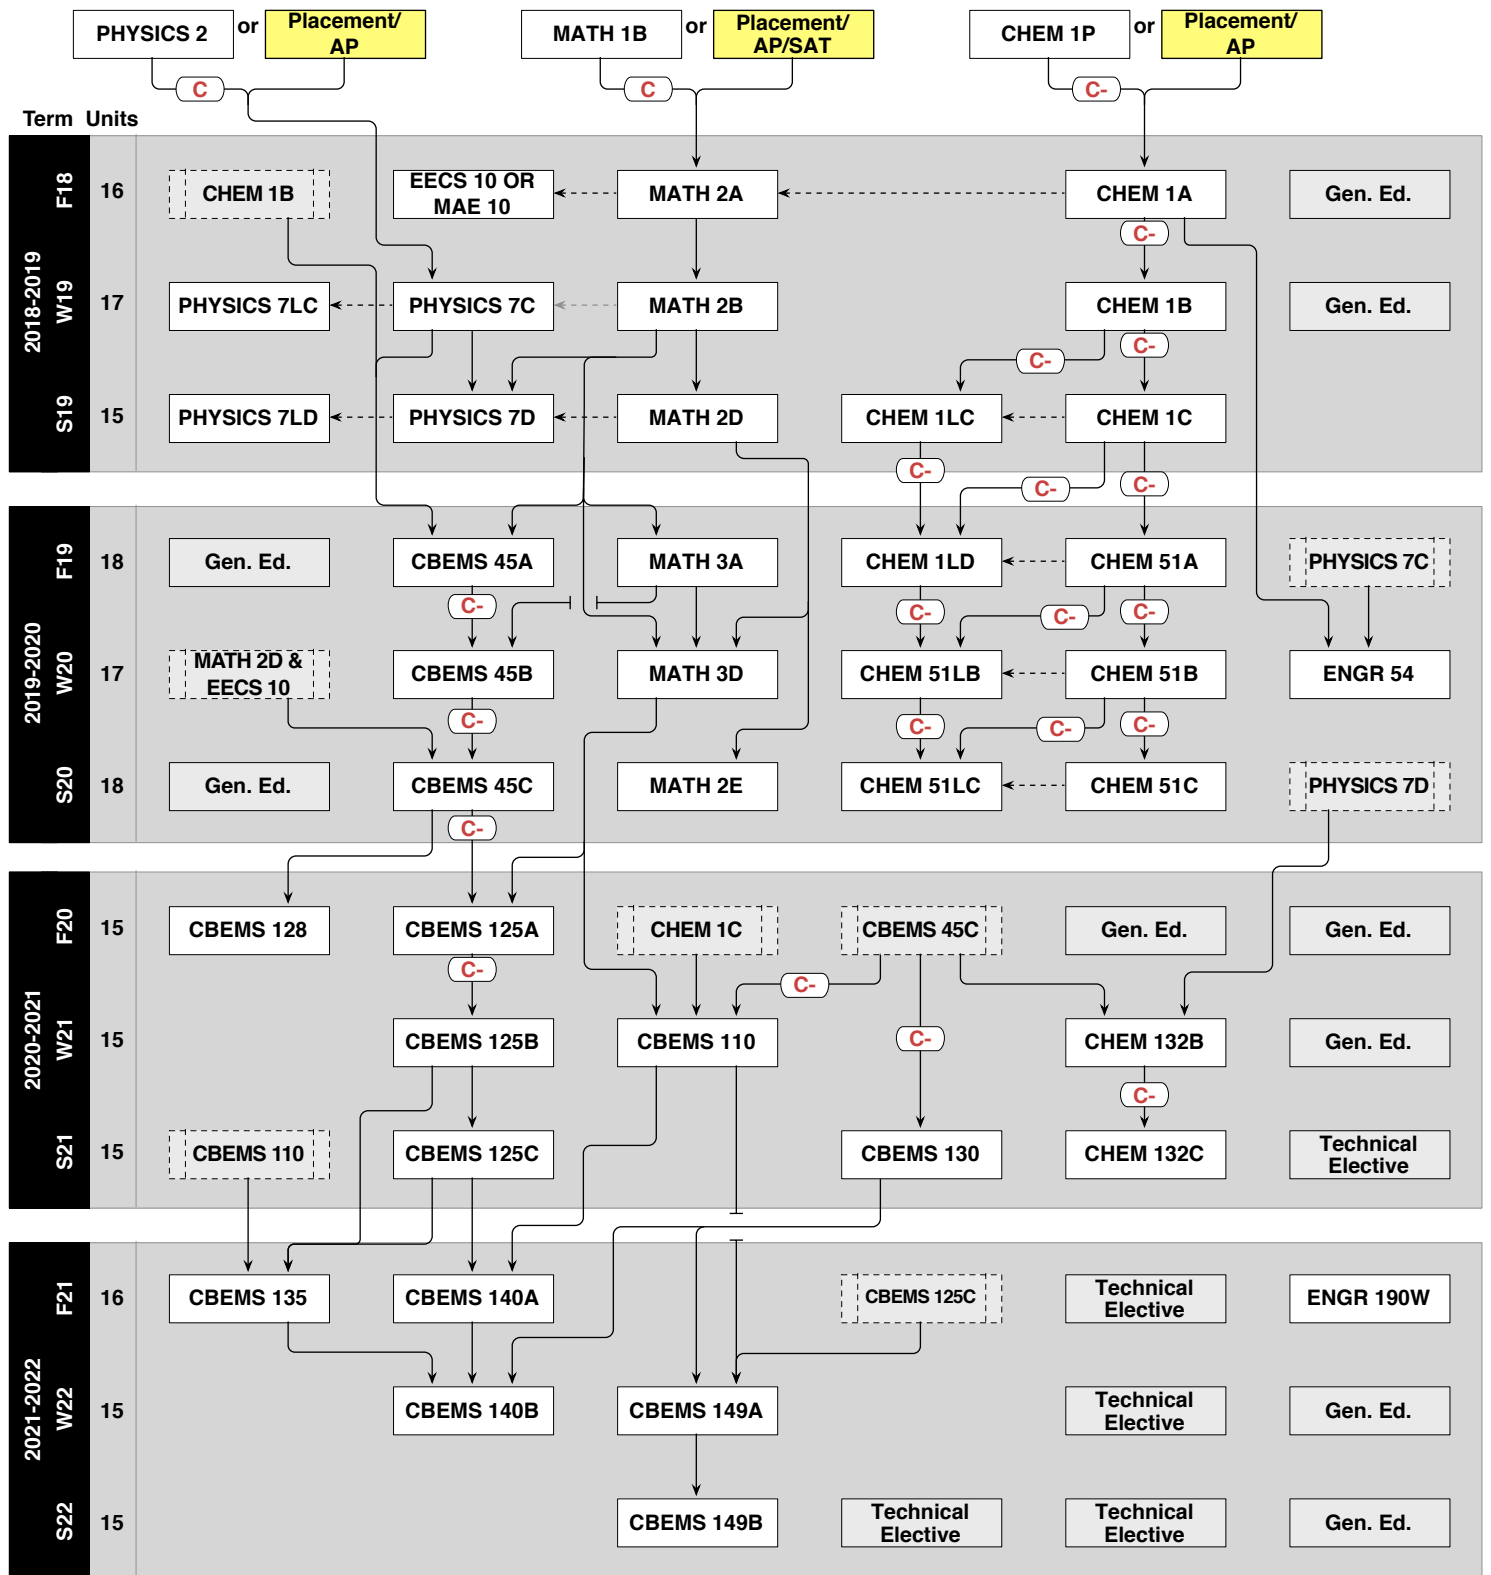 PHYSICS 2
or
Placement/
AP
MATH 1B
or
Placement/
AP/SAT
CHEM 1P
or
Placement/
AP
C
C
C-
Term Units
2018-2019
F18
16
CHEM 1B
EECS 10 OR
MAE 10
MATH 2A
CHEM 1A
Gen. Ed.
C-
W19
17
PHYSICS 7LC
PHYSICS 7C
MATH 2B
CHEM 1B
Gen. Ed.
C-
C-
S19
15
PHYSICS 7LD
PHYSICS 7D
MATH 2D
CHEM 1LC
CHEM 1C
C-
C-
C-
2019-2020
F19
18
Gen. Ed.
CBEMS 45A
MATH 3A
CHEM 1LD
CHEM 51A
PHYSICS 7C
C-
C-
C-
C-
W20
17
MATH 2D &
EECS 10
CBEMS 45B
MATH 3D
CHEM 51LB
CHEM 51B
ENGR 54
C-
C-
C-
C-
S20
18
Gen. Ed.
CBEMS 45C
MATH 2E
CHEM 51LC
CHEM 51C
PHYSICS 7D
C-
2020-2021
F20
15
CBEMS 128
CBEMS 125A
CHEM 1C
CBEMS 45C
Gen. Ed.
Gen. Ed.
C-
C-
W21
15
CBEMS 125B
CBEMS 110
C-
CHEM 132B
Gen. Ed.
C-
S21
15
CBEMS 110
CBEMS 125C
CBEMS 130
CHEM 132C
Technical
Elective
2021-2022
F21
16
CBEMS 135
CBEMS 140A
CBEMS 125C
Technical
Elective
ENGR 190W
W22
15
CBEMS 140B
CBEMS 149A
Technical
Elective
Gen. Ed.
S22
15
CBEMS 149B
Technical
Elective
Technical
Elective
Gen. Ed.